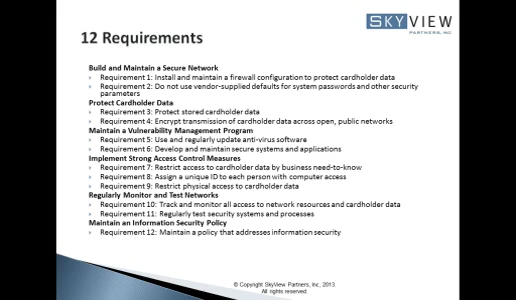 SKYVIEW
PARTNERS, INC
12 Requirements
Build and Maintain a Secure Network
Requirement 1: Install and maintain a firewall configuration to protect cardholder data
Requirement 2: Do not use vendor-supplied defaults for system passwords and other security
parameters
Protect Cardholder Data
Requirement 3: Protect stored cardholder data
Requirement 4: Encrypt transmission of cardholder data across open, public networks
Maintain a Vulnerability Management Program
Requirement 5: Use and regularly update anti-virus software
Requirement 6: Develop and maintain secure systems and applications
Implement Strong Access Control Measures
Requirement 7: Restrict access to cardholder data by business need-to-know
Requirement 8: Assign a unique ID to each person with computer access
Requirement 9: Restrict physical access to cardholder data
Regularly Monitor and Test Networks
Requirement 10: Track and monitor all access to network resources and cardholder data
Requirement 11: Regularly test security systems and processes
Maintain an Information Security Policy
Requirement 12: Maintain a policy that addresses information security
© Copyright SkyView Partners, Inc, 2013.
All rights reserved.